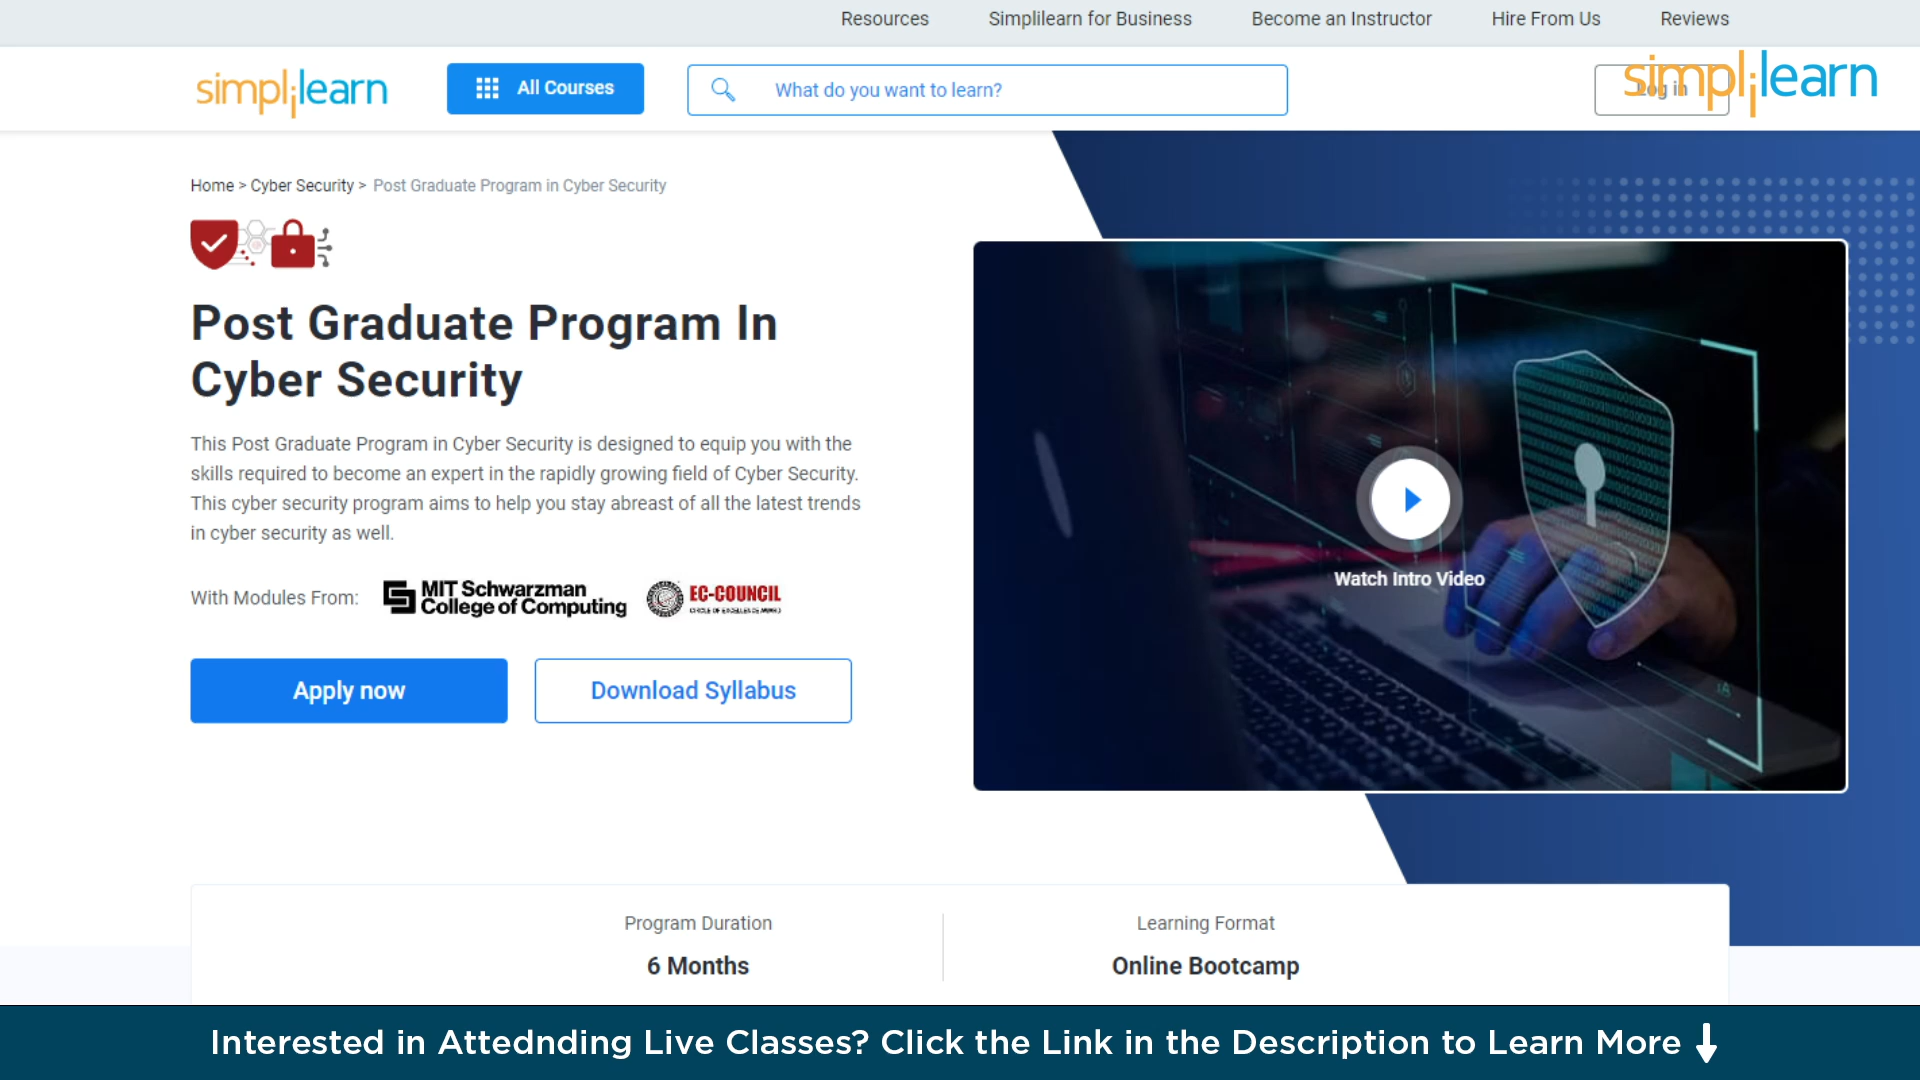 Resources Simplilearn for Business Become an Instructor Hire From Us Reviews
simplilearn All Courses What do you want to learn? Log in simplilearn
Home > Cyber Security > Post Graduate Program in Cyber Security
Post Graduate Program In
Cyber Security
This Post Graduate Program in Cyber Security is designed to equip you with the
skills required to become an expert in the rapidly growing field of Cyber Security.
This cyber security program aims to help you stay abreast of all the latest trends
in cyber security as well.
With Modules From: MIT Schwarzman
College of Computing
EC-COUNCIL
CIRCLE OF EXCELLENCE AWARD
Watch Intro Video
Apply now Download Syllabus
Program Duration Learning Format
6 Months Online Bootcamp
Interested in Attednding Live Classes? Click the Link in the Description to Learn More